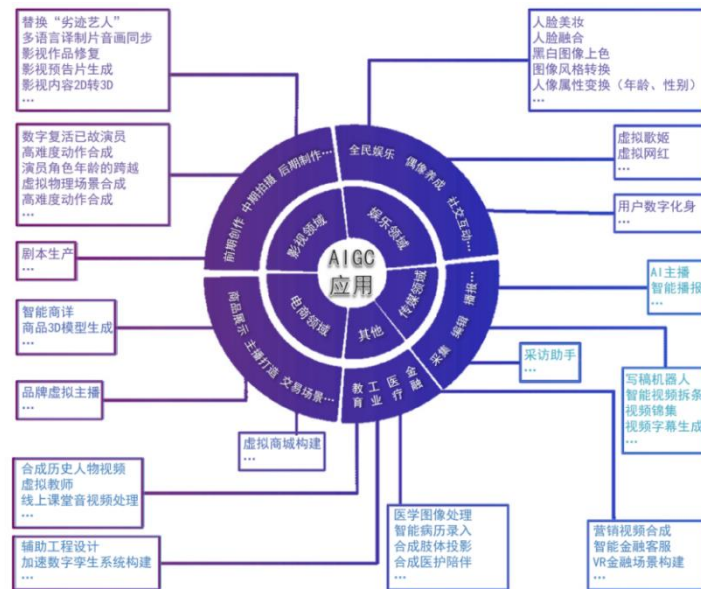 替换“劣迹艺人”
多语言译制片音画同步
影视作品修复
影视预告片生成
影视内容2D转3D
...
数字复活已故演员
高难度动作合成
演员角色年龄的跨越
虚拟物理场景合成
高难度动作合成
...
剧本生产
...
智能商详
商品3D模型生成
...
品牌虚拟主播
...
合成历史人物视频
虚拟教师
线上课堂音视频处理
...
辅助工程设计
加速数字孪生系统构建
...
人脸美妆
人脸融合
黑白图像上色
图像风格转换
人像属性变换（年龄、性别）
...
虚拟歌姬
虚拟网红
...
用户数字化身
...
AI主播
智能播报
...
采访助手
...
写稿机器人
智能视频拆条
视频锦集
视频字幕生成
...
虚拟商城构建
...
医学图像处理
智能病历录入
合成肢体投影
合成医护陪伴
...
营销视频合成
智能金融客服
VR金融场景构建
...
前期创作 中期拍摄 后期制作...
全民娱乐 偶像养成 社交互动...
采集 编辑 播报...
教育 工业 医疗 金融
商品展示 主播打造 交易场景...
影视领域
娱乐领域
传媒领域
其他
电商领域
AIGC
应用